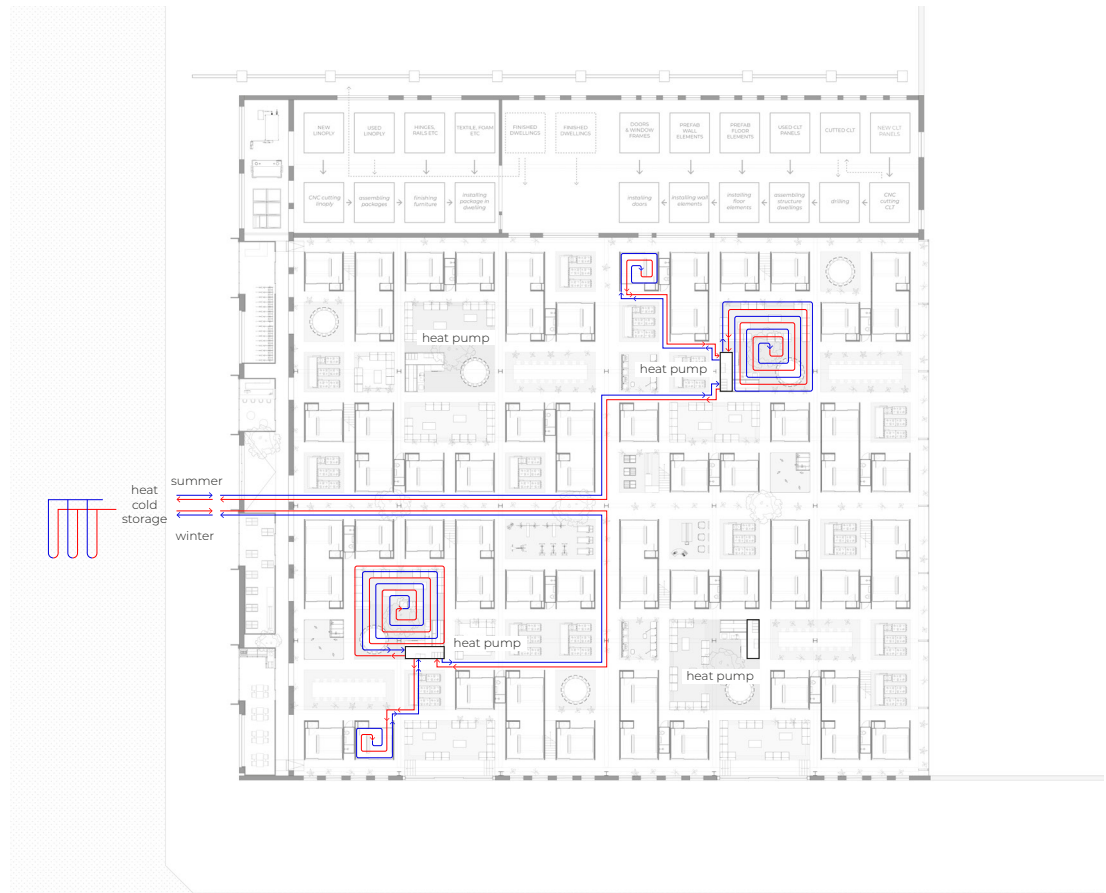 NEW
LINOPLY
USED
LINOPLY
HINCES,
RAILS ETC
TEXTILE, FOAM
ETC
FINISHED
DWELLINGS
FINISHED
DWELLINGS
DOORS
& WINDOW
FRAMES
PREFAB
WALL
ELEMENTS
PREFAB
FLOOR
ELEMENTS
USED CLT
PANELS
CUTTED CLT
NEW CLT
PANELS
CNC cutting
linoply
assembling
packages
finishing
furniture
installing
package in
dwelling
installing
doors
installing wall
elements
installing
floor
elements
assembling
structure
dwellings
drilling
CNC
cutting
CLT
heat pump
heat pump
summer
heat
cold
storage
winter
heat pump
heat pump